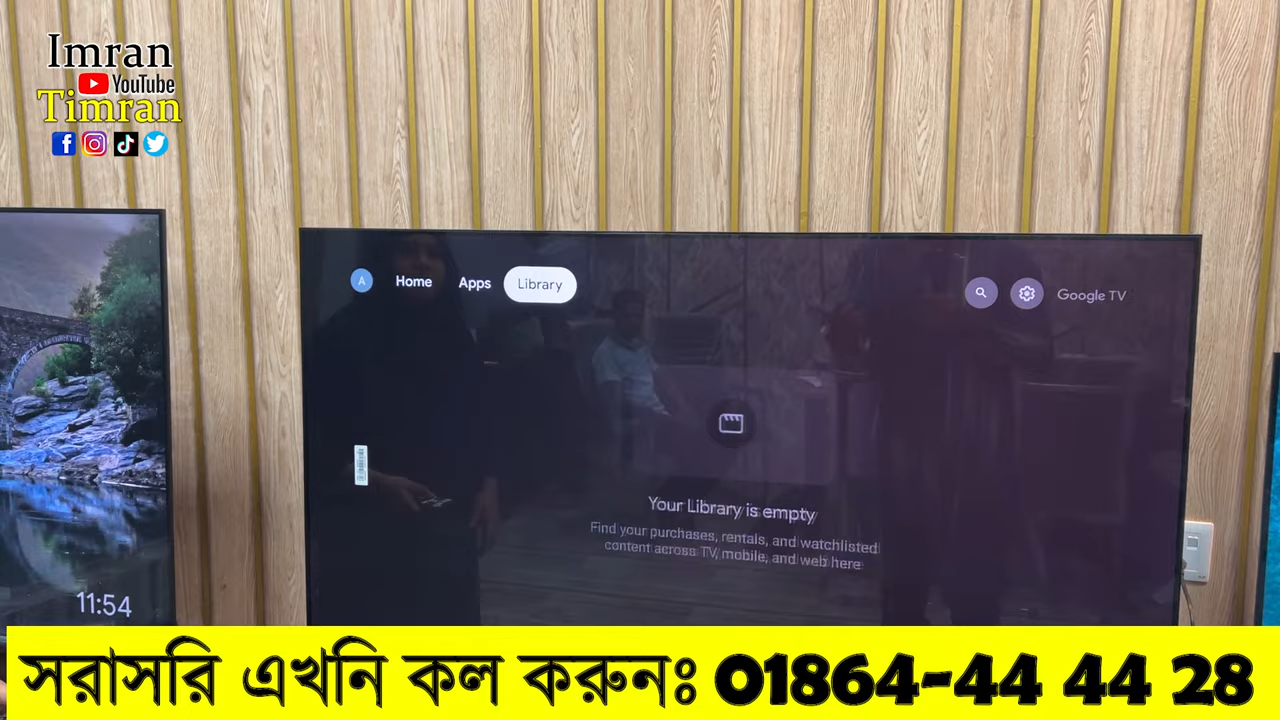 Imran
YouTube
Timran
A Home Apps Library
Google TV
Your Library is empty
Find your purchases, rentals, and watchlisted
content across TV, mobile, and web here
11:54
সরাসরি এখনি কল করুনঃ 01864-44 44 28